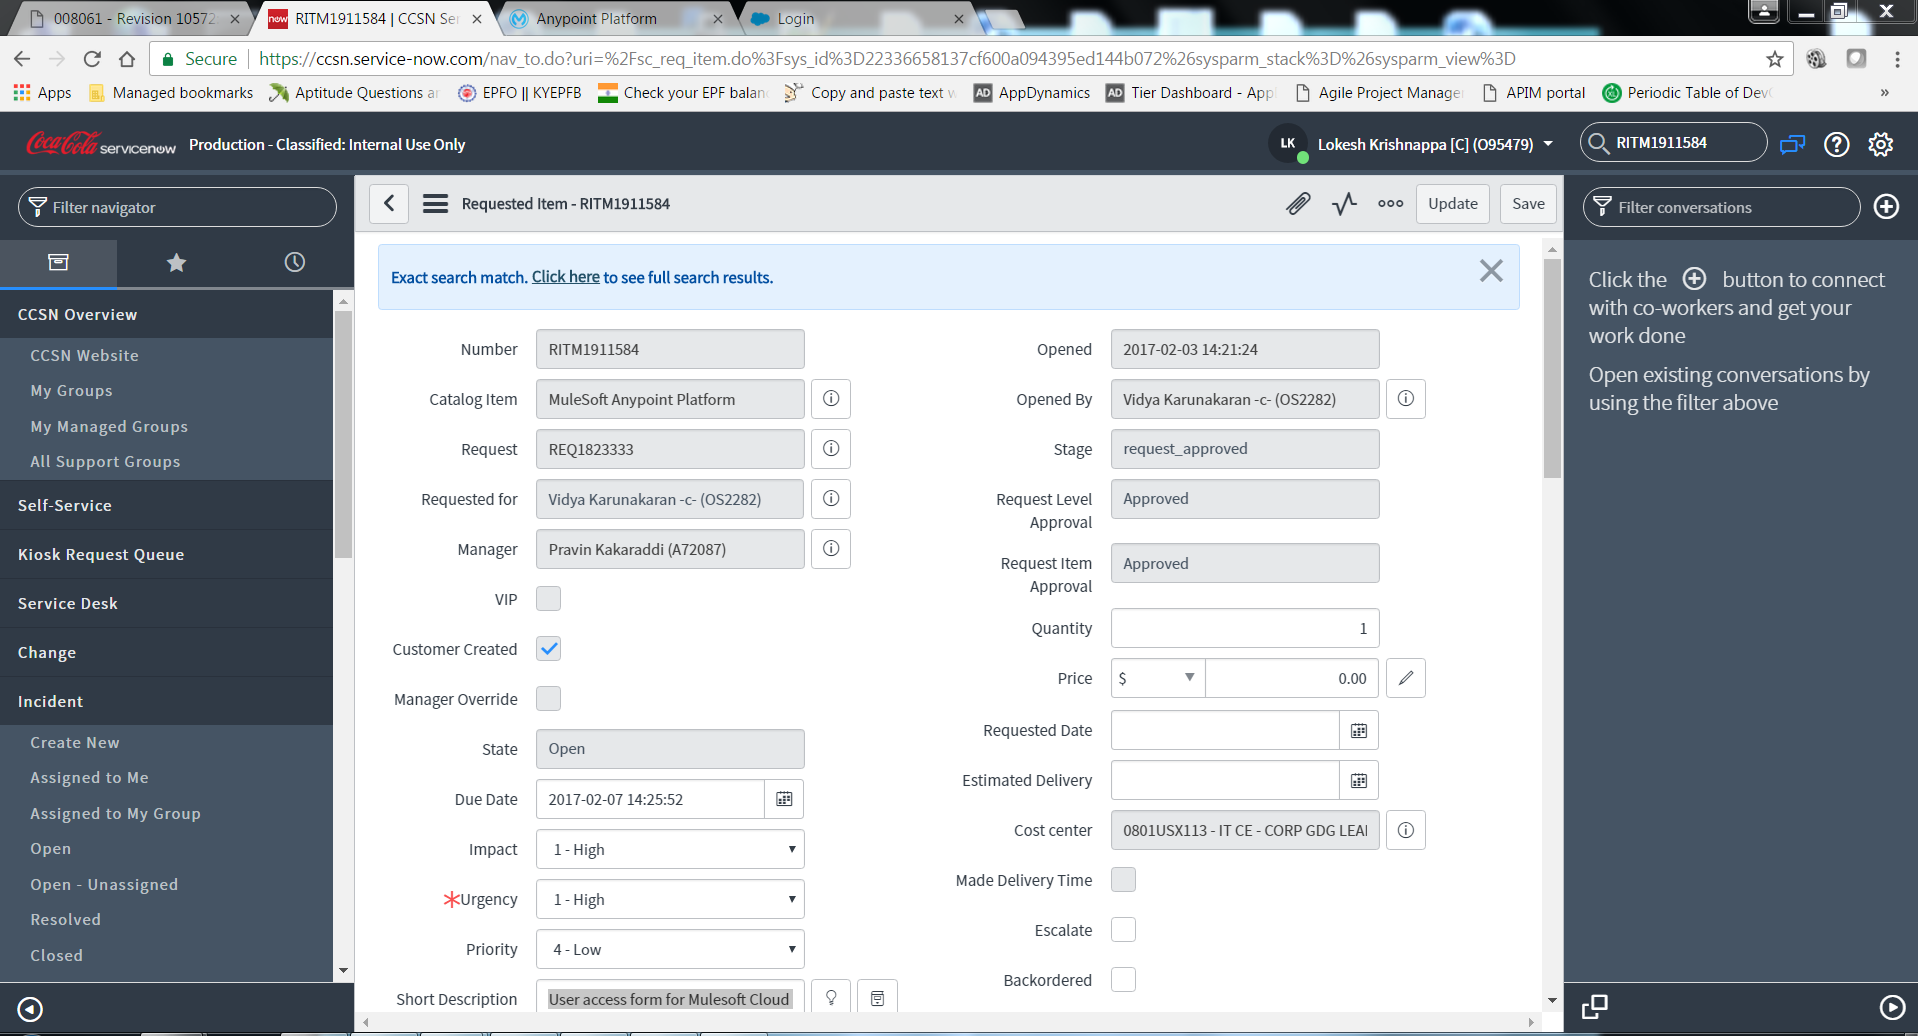 008061 - Revision 10572
RITM1911584 | CCSN Ser
Anypoint Platform
Login
Secure
https://ccsn.service-now.com/nav_to.do?uri=%2Fsc_req_item.do%3Fsys_id%3D22336658137cf600a094395ed144b072%26sysparm_stack%3D%26sysparm_view%3D
Apps
Managed bookmarks
Aptitude Questions ar
EPFO || KYEPFB
Check your EPF balan
Copy and paste text w
AD AppDynamics
AD Tier Dashboard - App
Agile Project Manage
APIM portal
Periodic Table of Dev
»
Coca-Cola servicenow
Production - Classified: Internal Use Only
LK
Lokesh Krishnappa [C] (O95479)
RITM1911584
Filter navigator
CCSN Overview
CCSN Website
My Groups
My Managed Groups
All Support Groups
Self-Service
Kiosk Request Queue
Service Desk
Change
Incident
Create New
Assigned to Me
Assigned to My Group
Open
Open - Unassigned
Resolved
Closed
Requested Item - RITM1911584
Update
Save
Exact search match. Click here to see full search results.
Number RITM1911584
Catalog Item MuleSoft Anypoint Platform
Request REQ1823333
Requested for Vidya Karunakaran -c- (OS2282)
Manager Pravin Kakaraddi (A72087)
VIP
Customer Created
Manager Override
State Open
Due Date 2017-02-07 14:25:52
Impact 1 - High
Urgency 1 - High
Priority 4 - Low
Short Description User access form for Mulesoft Cloud
Opened 2017-02-03 14:21:24
Opened By Vidya Karunakaran -c- (OS2282)
Stage request_approved
Request Level
Approval
Approved
Request Item
Approval
Approved
Quantity 1
Price $ 0.00
Requested Date
Estimated Delivery
Cost center 0801USX113 - IT CE - CORP GDG LEA
Made Delivery Time
Escalate
Backordered
Filter conversations
Click the button to connect
with co-workers and get your
work done
Open existing conversations by
using the filter above